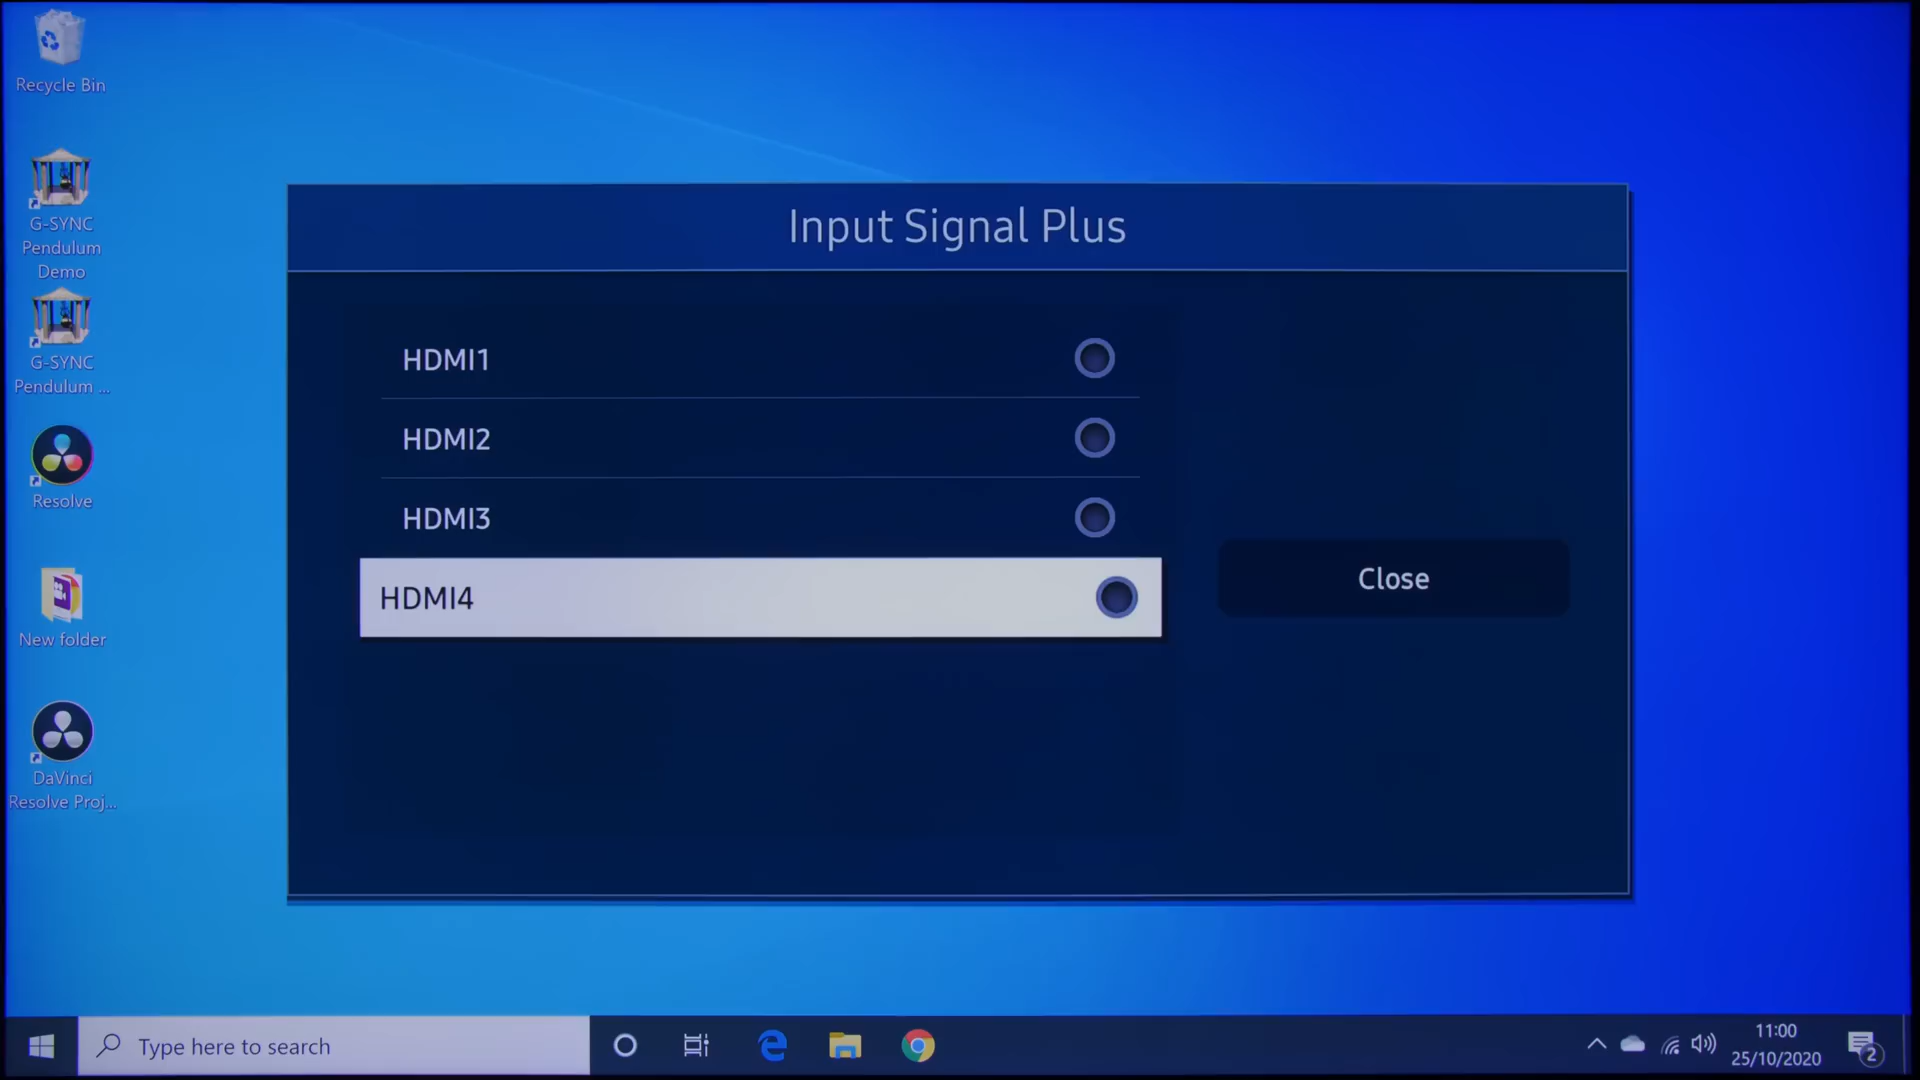 Recycle Bin
G-SYNC
Pendulum
Demo
G-SYNC
Pendulum ...
Resolve
New folder
DaVinci
Resolve Proj...
Input Signal Plus
HDMI1
HDMI2
HDMI3
HDMI4
Close
Type here to search
11:00
25/10/2020
2